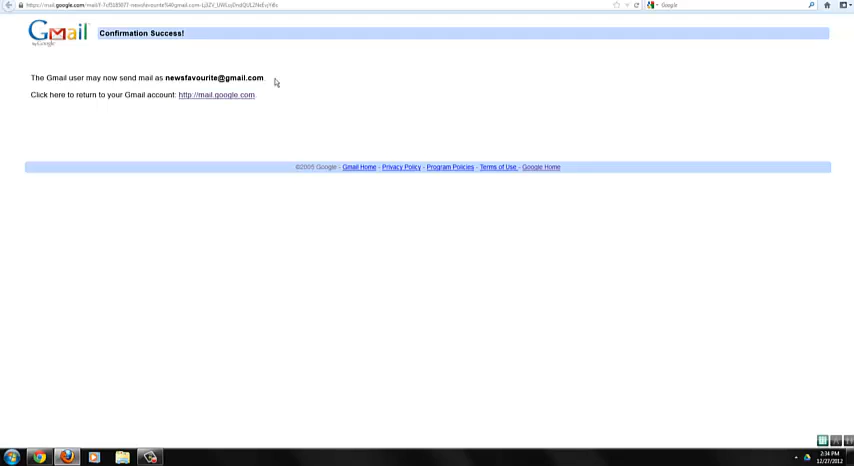 Google
Gmail
by Google
Confirmation Success!
The Gmail user may now send mail as newsfavourite@gmail.com.
Click here to return to your Gmail account: http://mail.google.com.
©2005 Google - Gmail Home - Privacy Policy - Program Policies - Terms of Use - Google Home
2:34 PM
12/27/2012